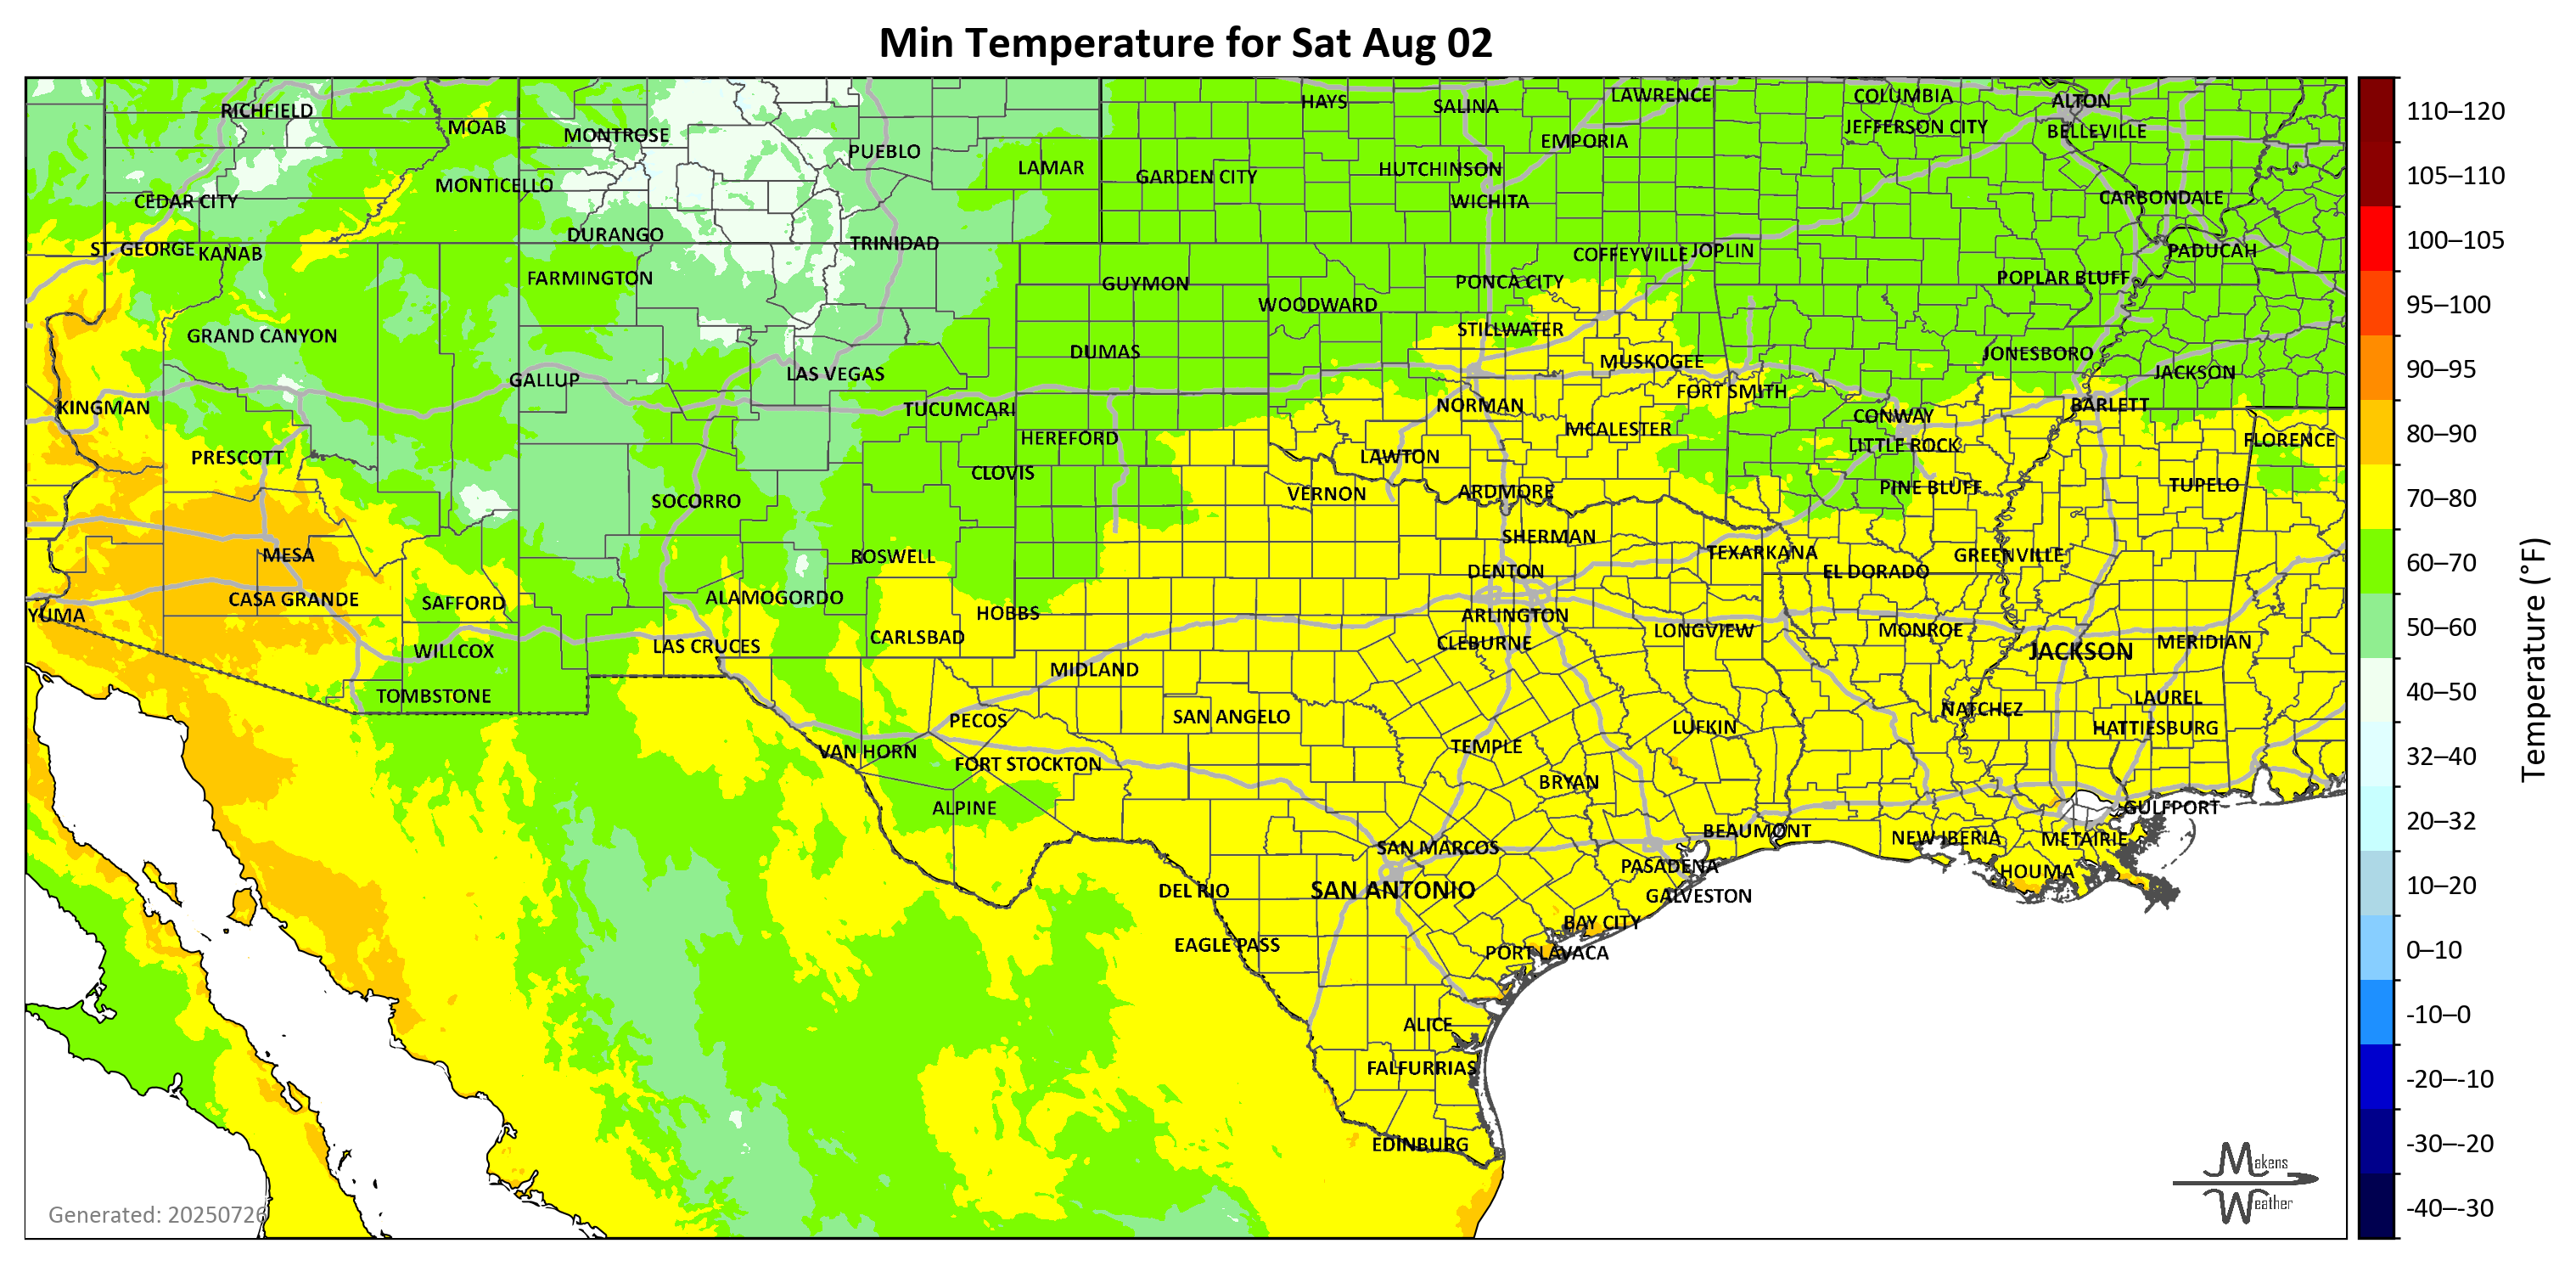 Min Temperature for Sat Aug 02
RICHFIELD
MOAB
MONTROSE
PUEBLO
LAMAR
HAYS
SALINA
LAWRENCE
COLUMBIA
ALTON
JEFFERSON CITY
BELLEVILLE
EMPORIA
HUTCHINSON
GARDEN CITY
WICHITA
CARBONDALE
MONTICELLO
CEDAR CITY
DURANGO
TRINIDAD
ST. GEORGE
KANAB
FARMINGTON
GUYMON
COFFEYVILLE
JOPLIN
PADUCAH
PONCA CITY
POPLAR BLUFF
WOODWARD
GRAND CANYON
STILLWATER
DUMAS
MUSKOGEE
JONESBORO
JACKSON
GALLUP
LAS VEGAS
FORT SMITH
KINGMAN
TUCUMCARI
NORMAN
CONWAY
BARLETT
HEREFORD
MCALESTER
LITTLE ROCK
FLORENCE
PRESCOTT
CLOVIS
LAWTON
SOCORRO
VERNON
ARDMORE
PINE BLUFF
TUPELO
MESA
ROSWELL
SHERMAN
TEXARKANA
GREENVILLE
DENTON
EL DORADO
CASA GRANDE
SAFFORD
ALAMOGORDO
HOBBS
YUMA
ARLINGTON
CARLSBAD
CLEBURNE
LONGVIEW
MONROE
WILLCOX
LAS CRUCES
JACKSON
MERIDIAN
MIDLAND
TOMBSTONE
LAUREL
PECOS
SAN ANGELO
NATCHEZ
LUFKIN
HATTIESBURG
VAN HORN
TEMPLE
FORT STOCKTON
BRYAN
ALPINE
GULFPORT
BEAUMONT
NEW IBERIA
METAIRIE
SAN MARCOS
PASADENA
HOUMA
DEL RIO
SAN ANTONIO
GALVESTON
BAY CITY
EAGLE PASS
PORT LAVACA
ALICE
FALFURRIAS
EDINBURG
Generated: 20250726
Makens
Weather
110–120
105–110
100–105
95–100
90–95
80–90
70–80
60–70
50–60
40–50
32–40
20–32
10–20
0–10
-10–0
-20–-10
-30–-20
-40–-30
Temperature (°F)